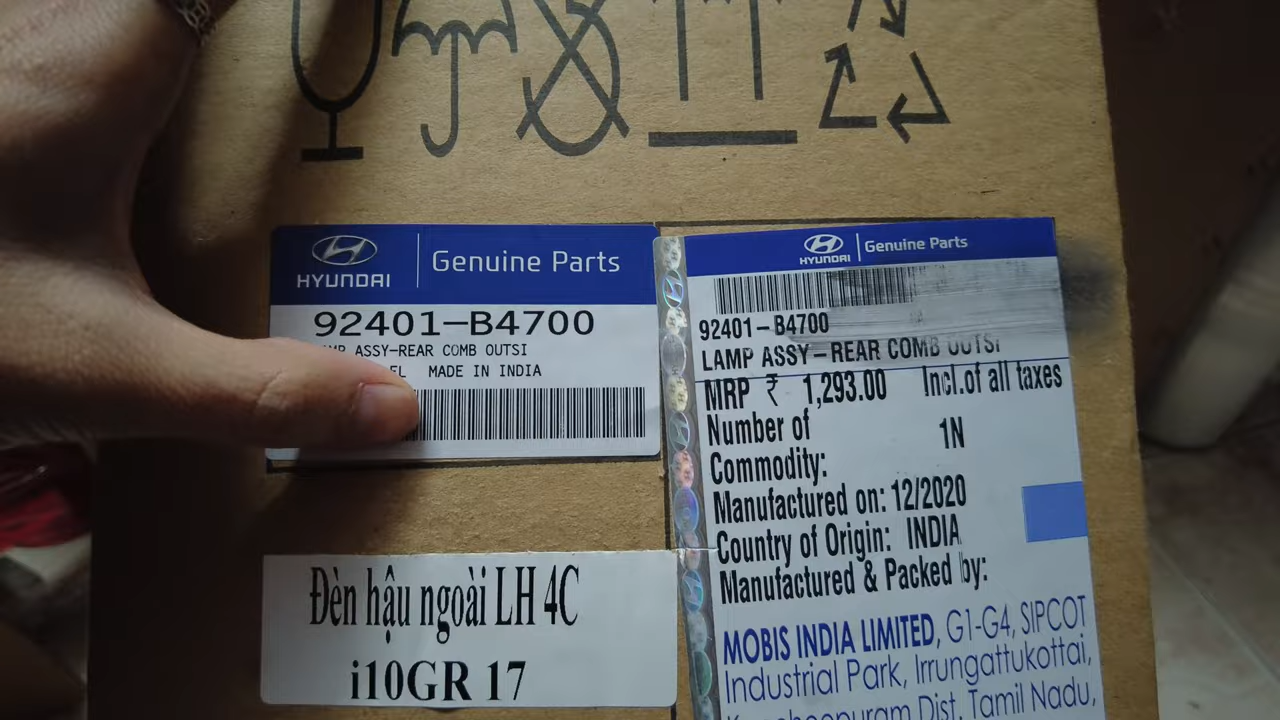 HYUNDAI
Genuine Parts
92401-B4700
ASSY-REAR COMB OUTSI
MADE IN INDIA
HYUNDAI
Genuine Parts
92401-B4700
LAMP ASSY-REAR COMB OUTSI
MRP ₹ 1,293.00 Incl.of all taxes
Number of
Commodity:
1N
Manufactured on: 12/2020
Country of Origin: INDIA
Manufactured & Packed by:
MOBIS INDIA LIMITED, G1-G4, SIPCOT
Industrial Park, Irrungattukottai,
Dist, Tamil Nadu,
Đèn hậu ngoài LH 4C
i10GR 17